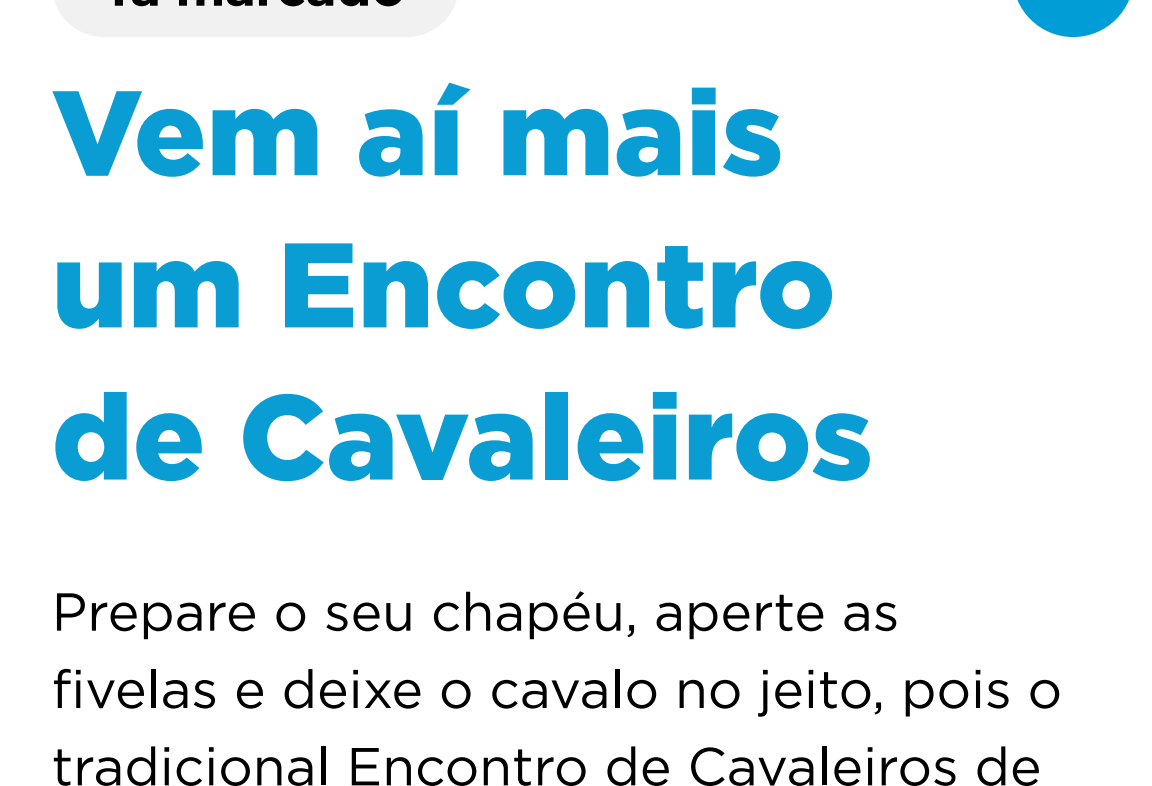 marcado
Vem aí mais
um Encontro
de Cavaleiros
Prepare o seu chapéu, aperte as
fivelas e deixe o cavalo no jeito, pois o
tradicional Encontro de Cavaleiros de